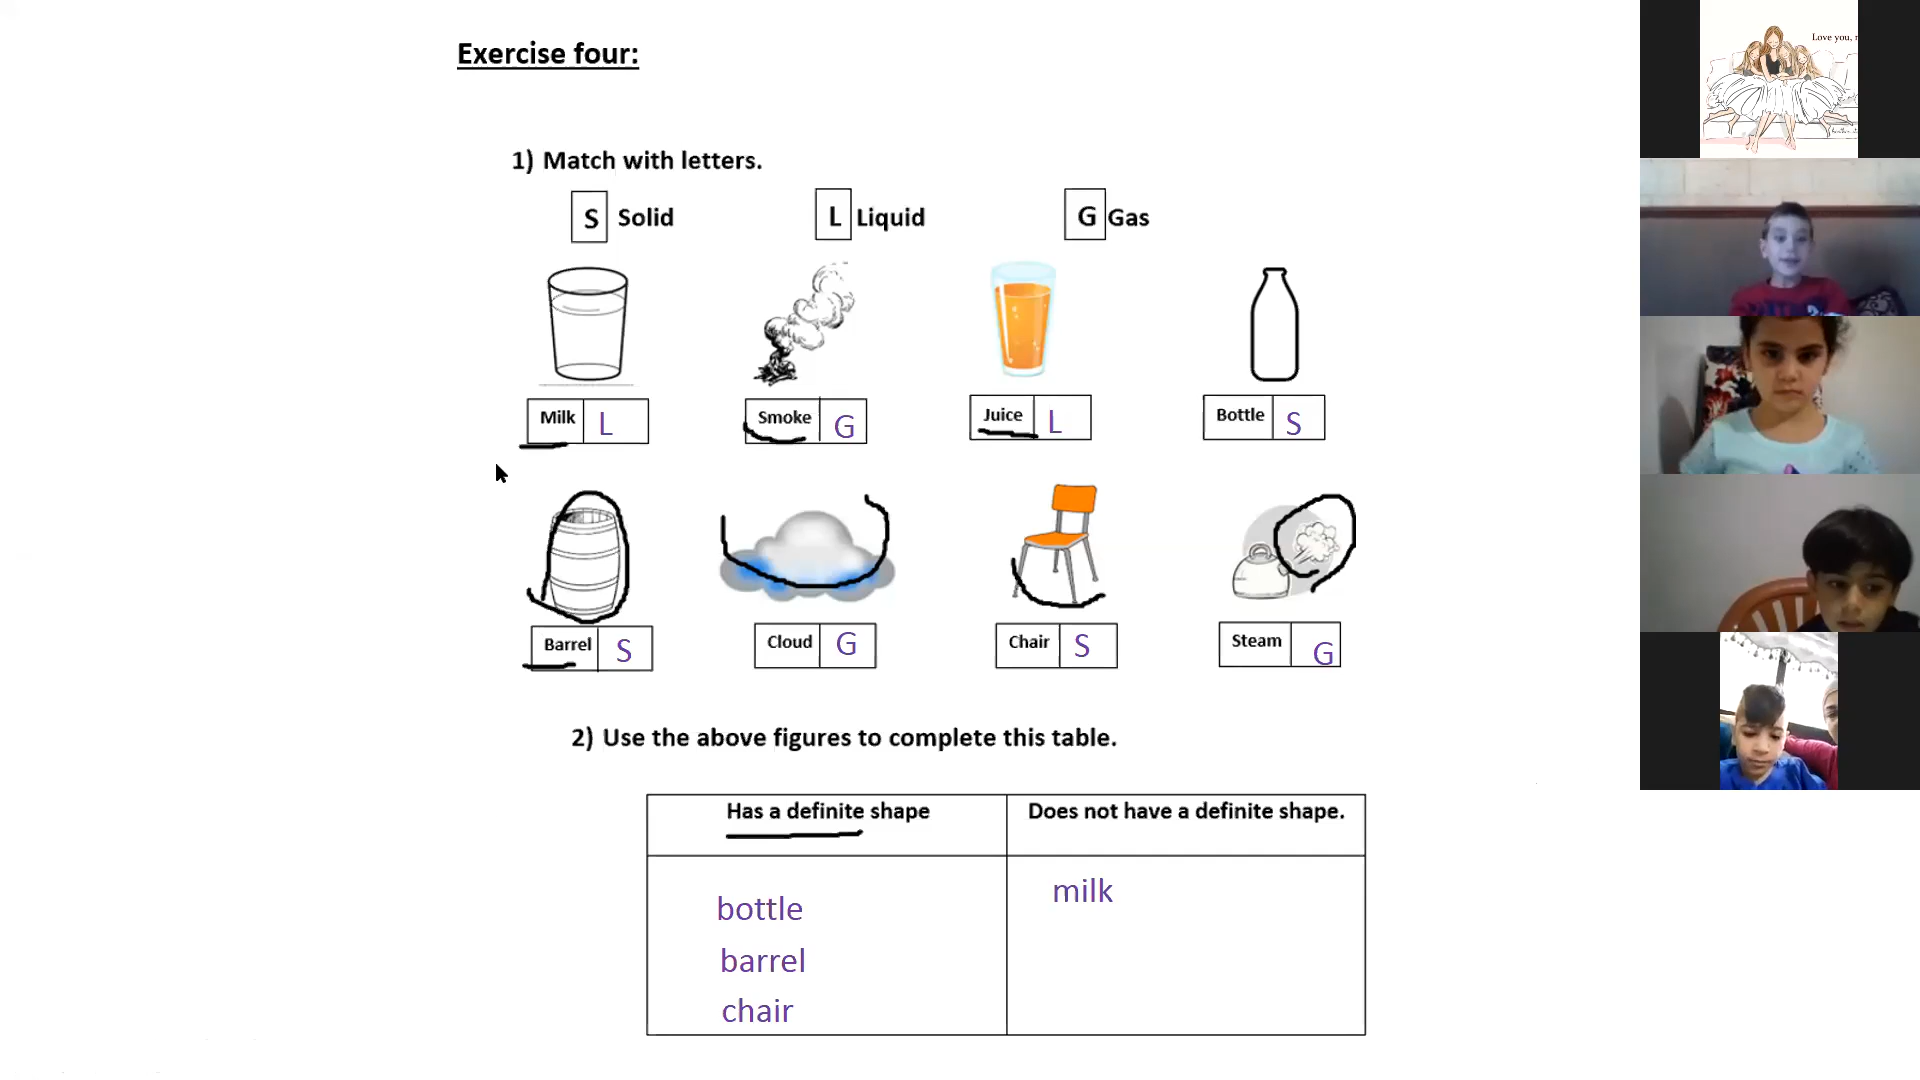 Exercise four:
Love you,
1) Match with letters.
S Solid L Liquid G Gas
Milk L Smoke G Juice L Bottle S
Barrel S Cloud G Chair S Steam G
2) Use the above figures to complete this table.
Has a definite shape Does not have a definite shape.
milk
bottle
barrel
chair